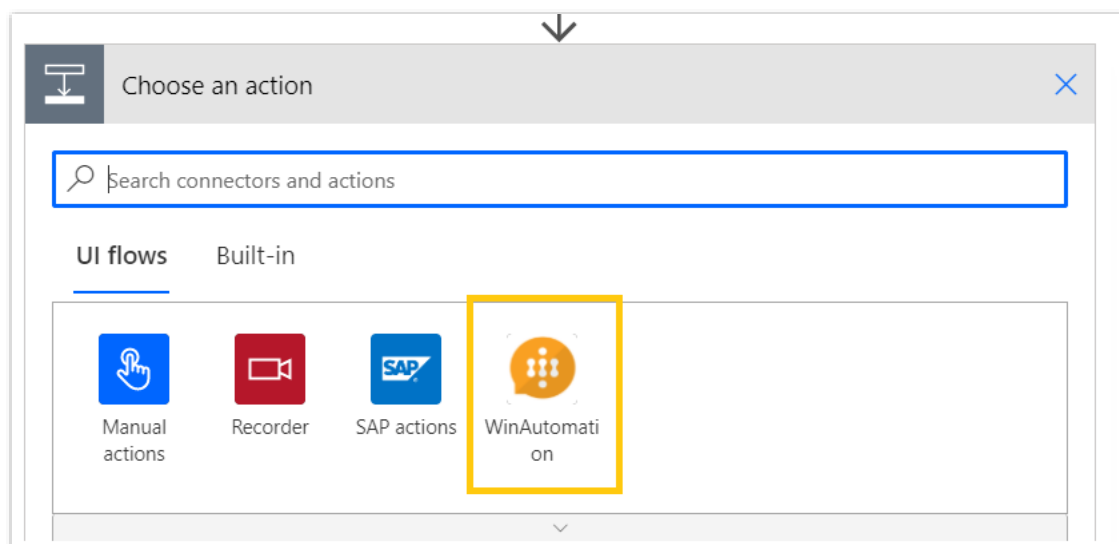 Choose an action
Search connectors and actions
UI flows Built-in
SAP
Manual
actions
Recorder
SAP actions
WinAutomati
on